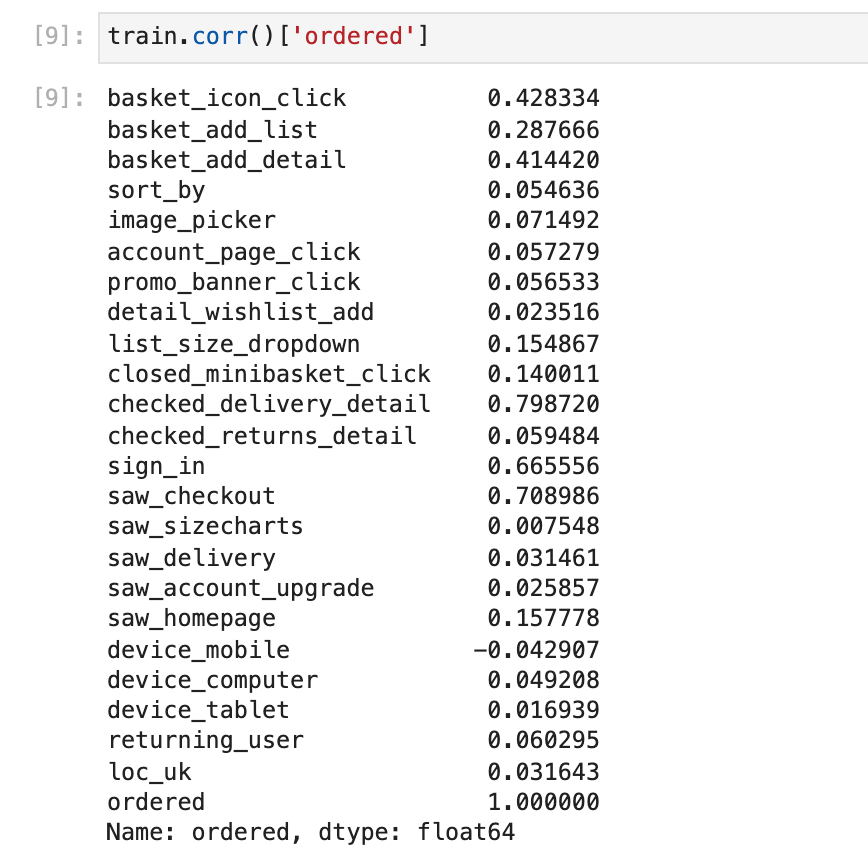 [9]: train.corr()['ordered']
[9]: basket_icon_click 0.428334
basket_add_list 0.287666
basket_add_detail 0.414420
sort_by 0.054636
image_picker 0.071492
account_page_click 0.057279
promo_banner_click 0.056533
detail_wishlist_add 0.023516
list_size_dropdown 0.154867
closed_minibasket_click 0.140011
checked_delivery_detail 0.798720
checked_returns_detail 0.059484
sign_in 0.665556
saw_checkout 0.708986
saw_sizecharts 0.007548
saw_delivery 0.031461
saw_account_upgrade 0.025857
saw_homepage 0.157778
device_mobile −0.042907
device_computer 0.049208
device_tablet 0.016939
returning_user 0.060295
loc_uk 0.031643
ordered 1.000000
Name: ordered, dtype: float64